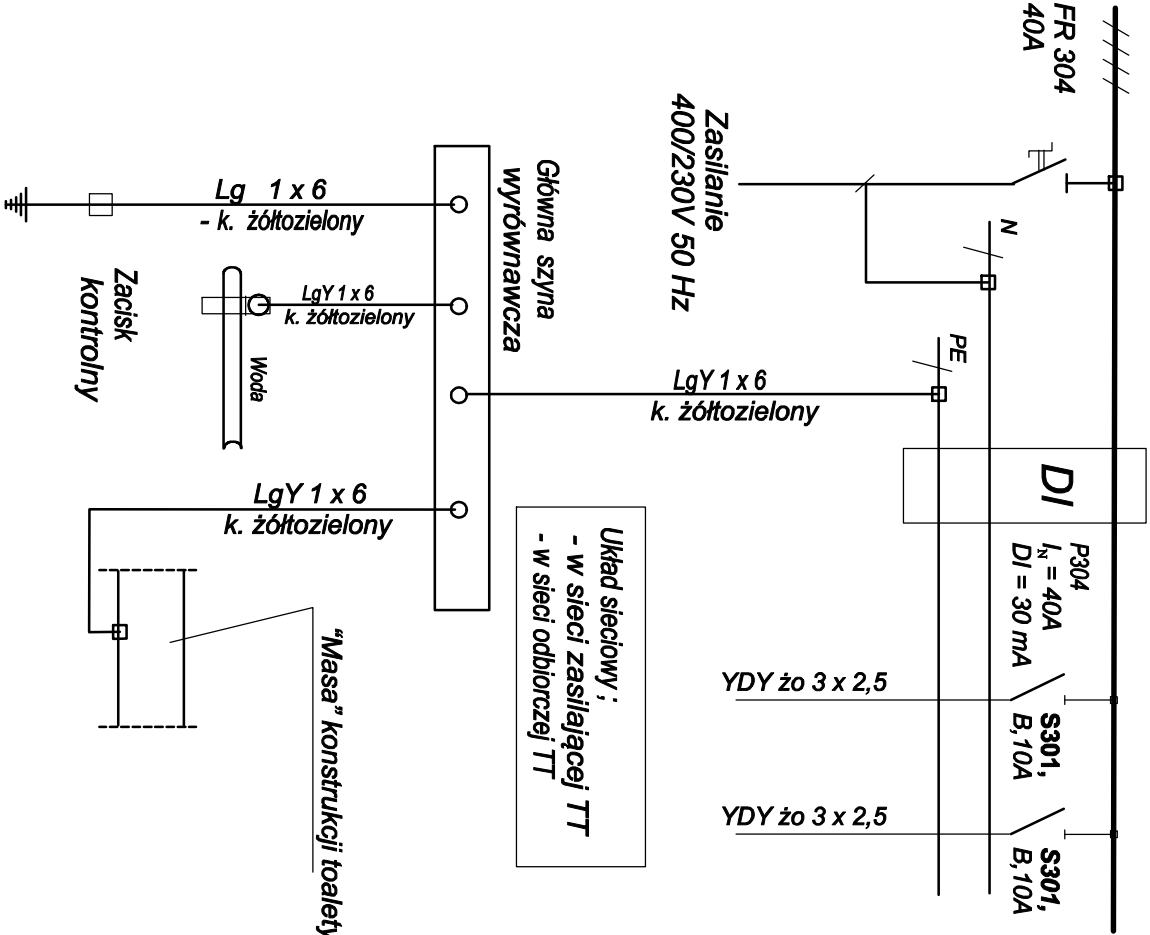 FR 304
40A
Zasilanie
400/230V 50 Hz
N
PE
DI
P304
IN = 40A
DI = 30 mA
S301,
B,10A
S301,
B,10A
YDY żo 3 x 2,5
YDY żo 3 x 2,5
LgY 1 x 6
k. żółtozielony
Główna szyna
wyrównawcza
Lg 1 x 6
- k. żółtozielony
LgY 1 x 6
k. żółtozielony
Woda
Zacisk
kontrolny
LgY 1 x 6
k. żółtozielony
Układ sieciowy ;
- w sieci zasilającej TT
- w sieci odbiorczej TT
"Masa" konstrukcji toalety